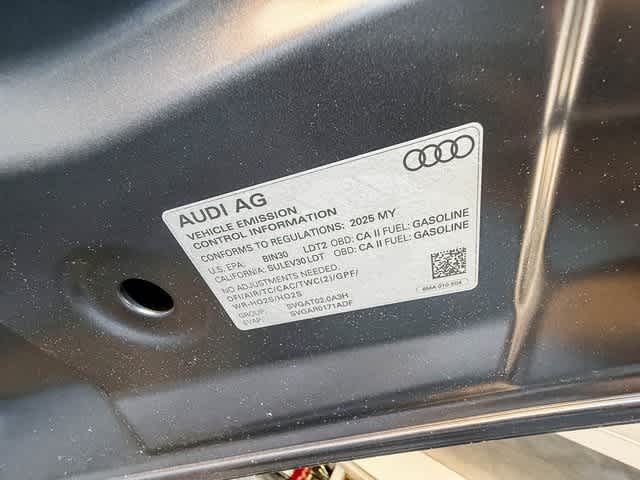 AUDI AG
VEHICLE EMISSION
CONTROL INFORMATION
CONFORMS TO REGULATIONS: 2025 MY
U.S. EPA: BIN30 LDT2 OBD: CA II FUEL: GASOLINE
CALIFORNIA: SULEV30 LDT OBD: CA II FUEL: GASOLINE
NO ADJUSTMENTS NEEDED.
DFI/AIR/TC/CAC/TWC(2)/GPF/
WR-HO2S/HO2S
GROUP: SVGAT02.0A3H
EVAP: SVGAR0171ADF